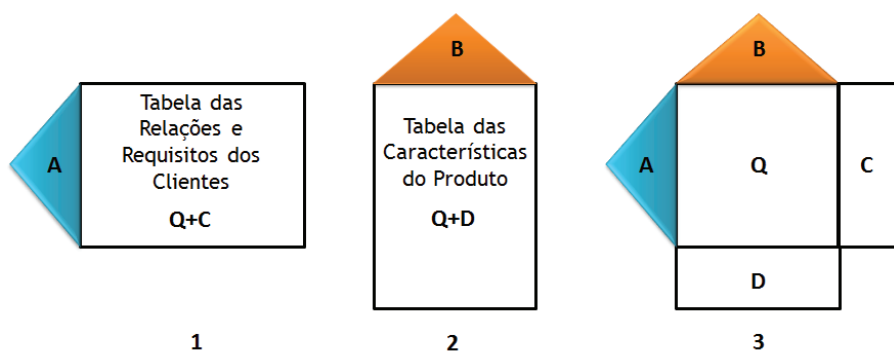 A
Tabela das
Relações e
Requisitos dos
Clientes
Q+C
1
B
Tabela das
Características
do Produto
Q+D
2
B
A
Q
C
D
3